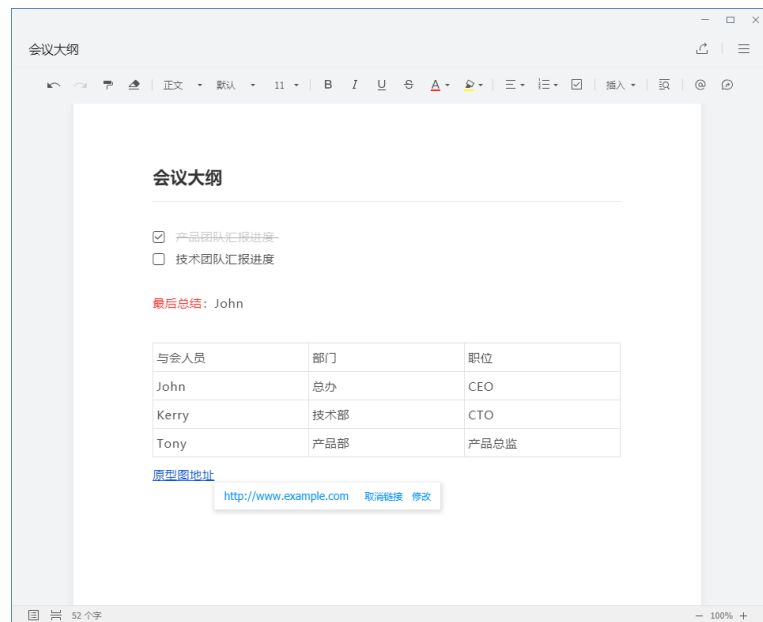 会议大纲
正文 默认 11 B I U S A 插入
会议大纲
产品团队汇报进度
技术团队汇报进度
最后总结：John
与会人员 部门 职位
John 总办 CEO
Kerry 技术部 CTO
Tony 产品部 产品总监
原型图地址
http://www.example.com 取消链接 修改
52 个字 100%